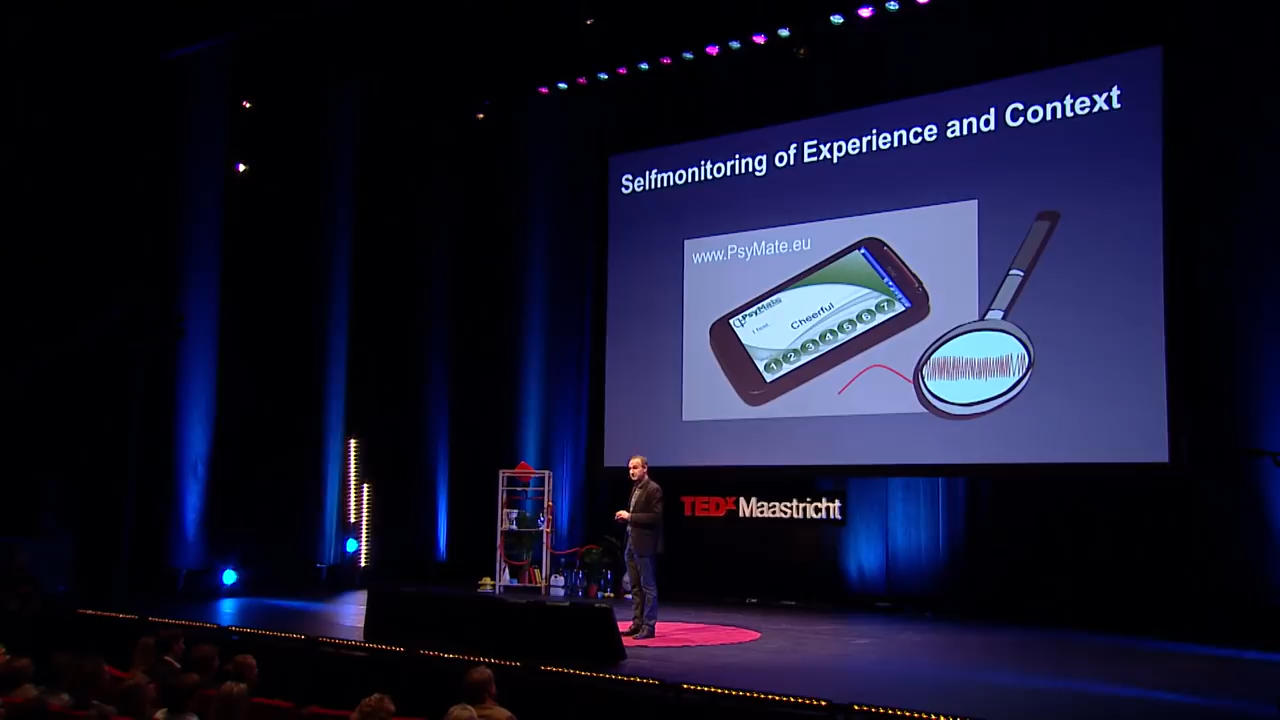 Selfmonitoring of Experience and Context
www.PsyMate.eu
PsyMate
I feel
Cheerful
1 2 3 4 5 6 7
TEDx Maastricht